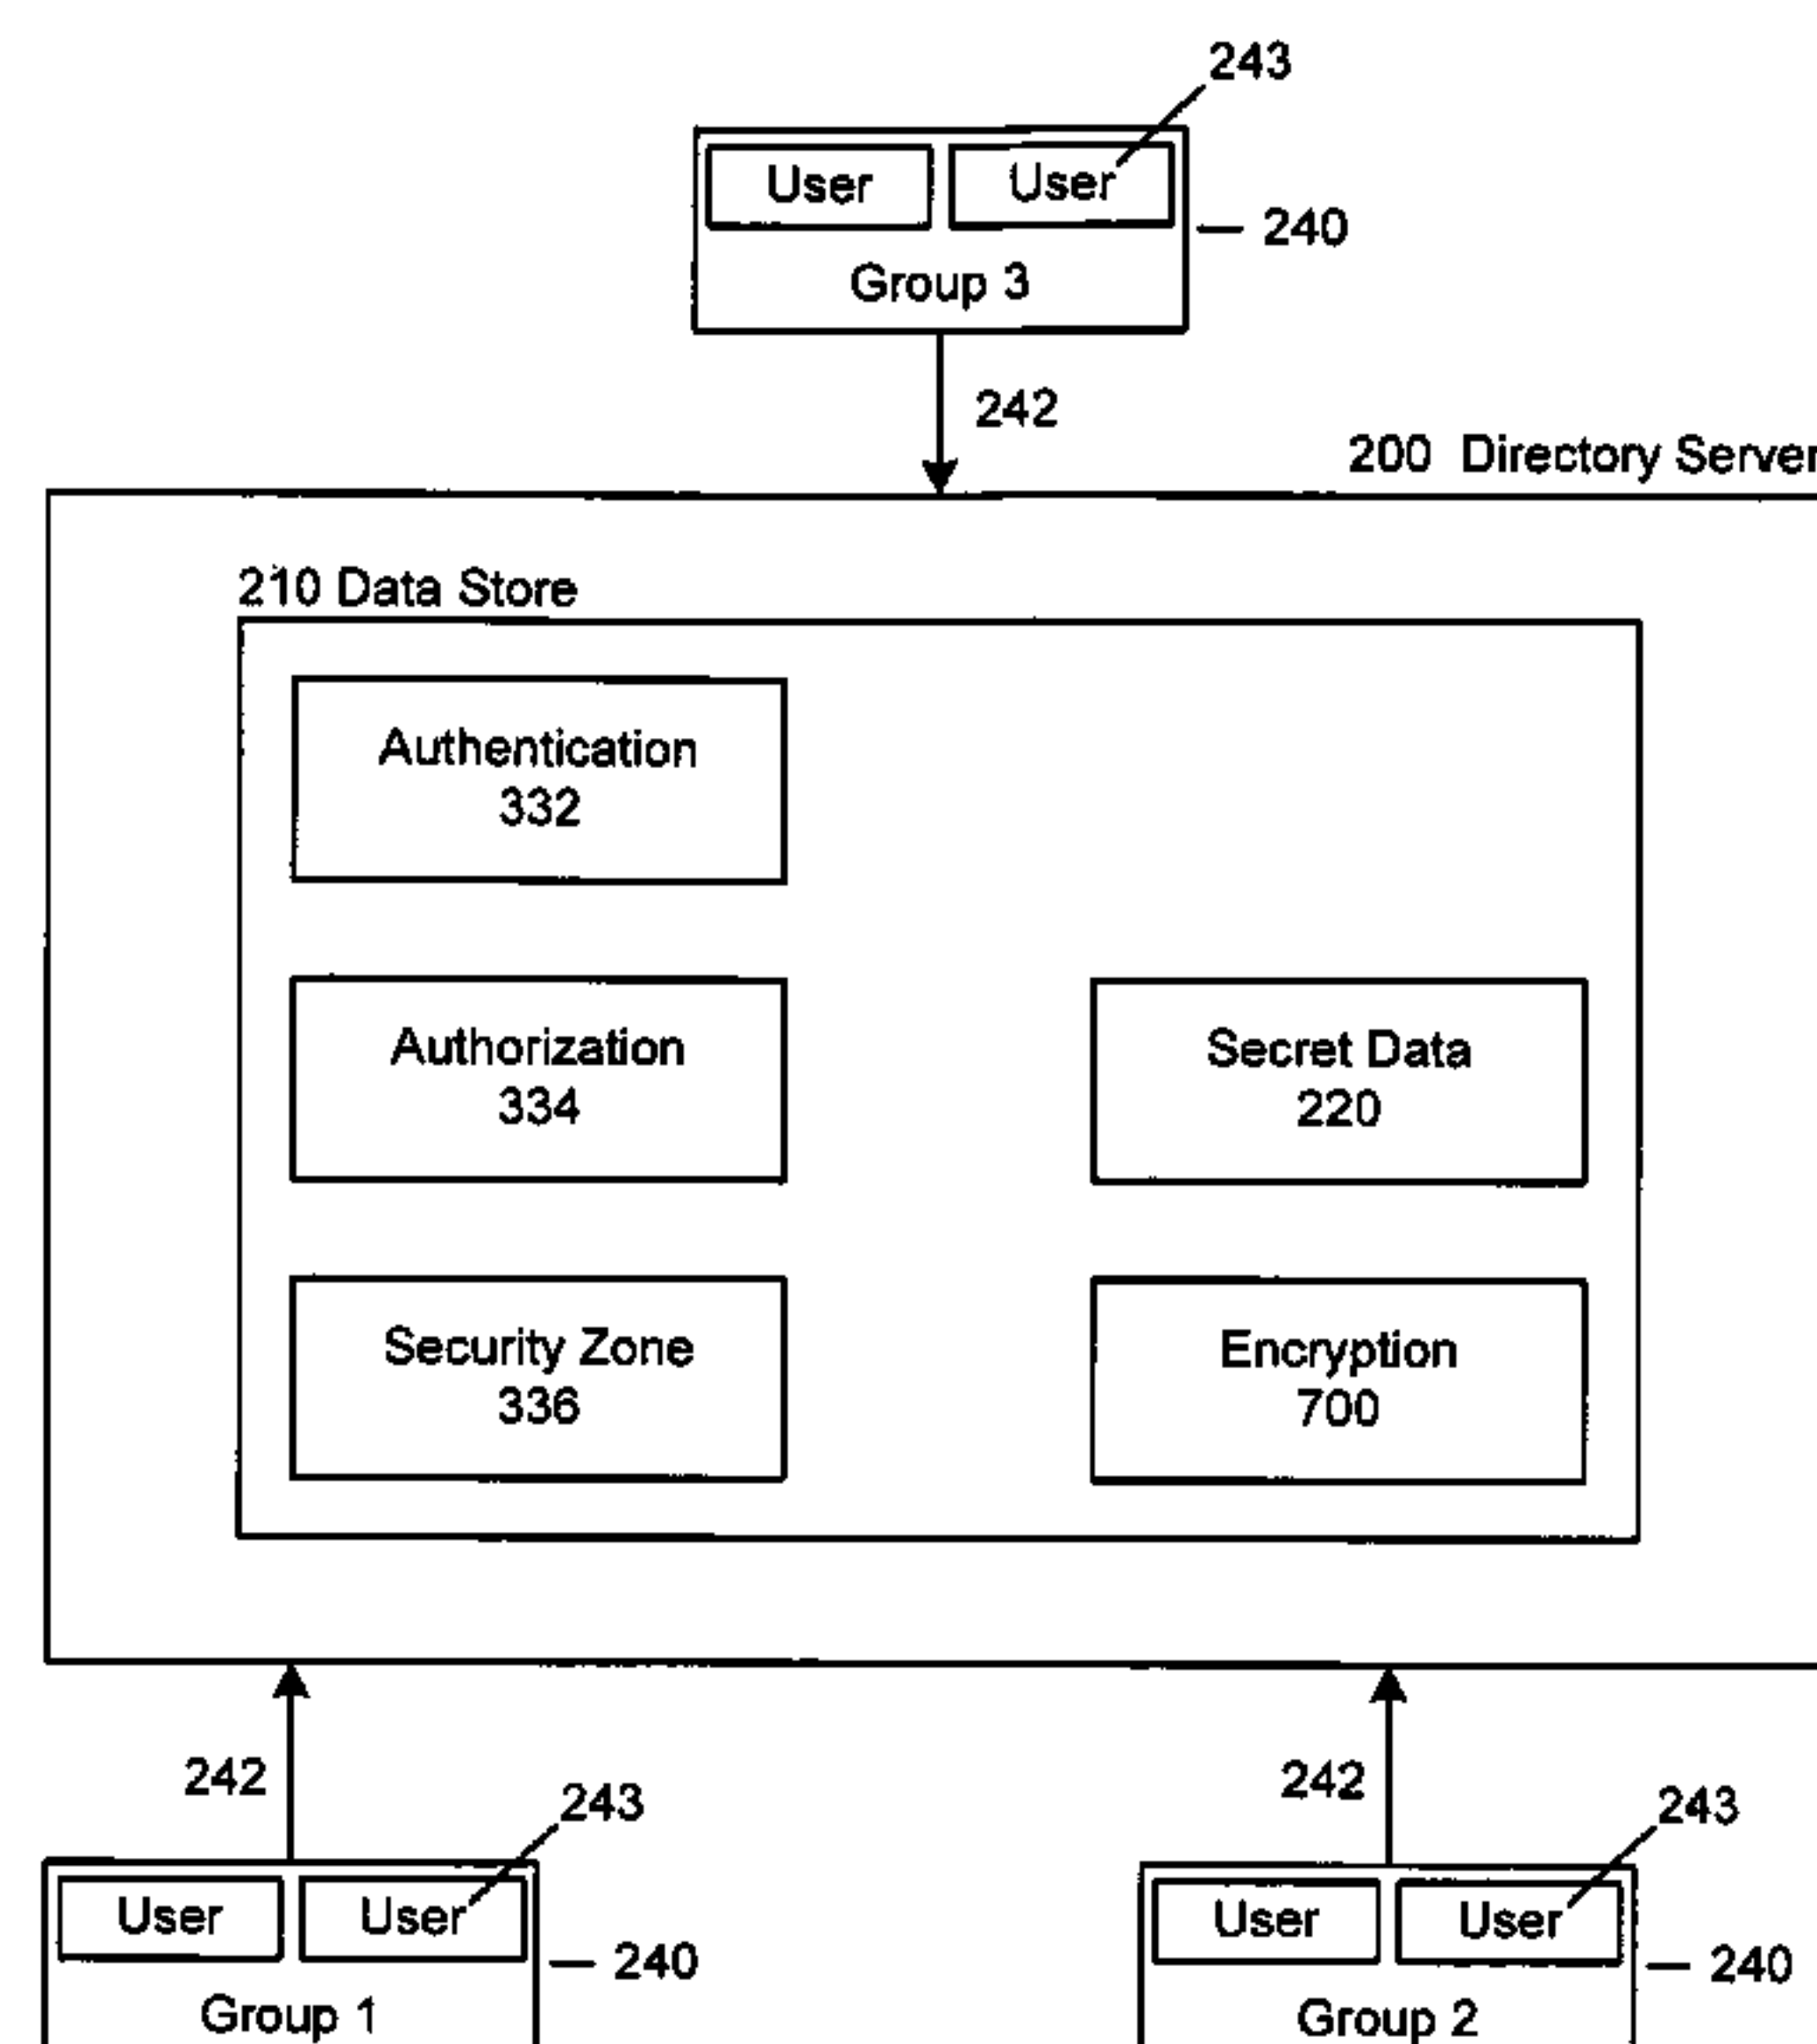 243
User User
240
Group 3
242
200 Directory Server
210 Data Store
Authentication
332
Authorization
334
Secret Data
220
Security Zone
336
Encryption
700
242
243
User User
240
Group 1
242
243
User User
240
Group 2